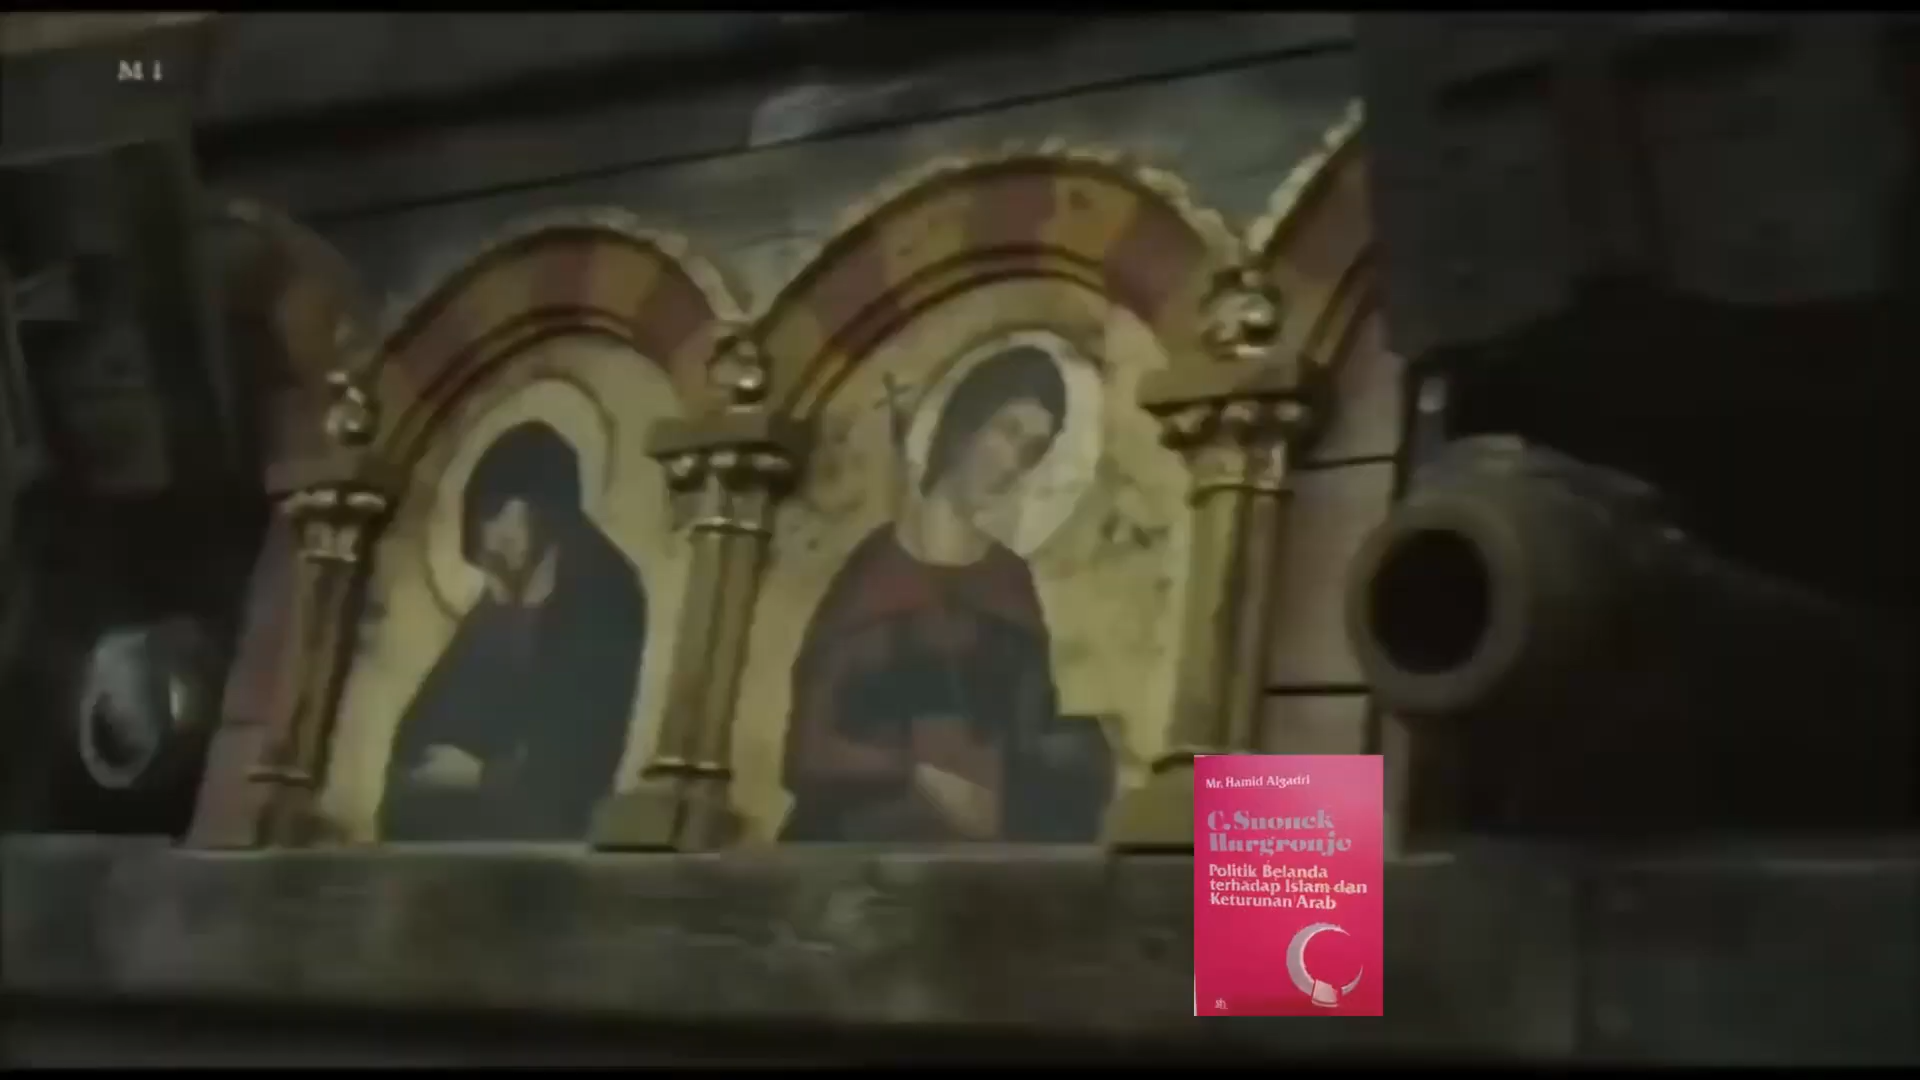 M i
Mr. Hamid Algadri
C. Snouck
Hurgronje
Politik Belanda
terhadap Islam dan
Keturunan Arab
sh